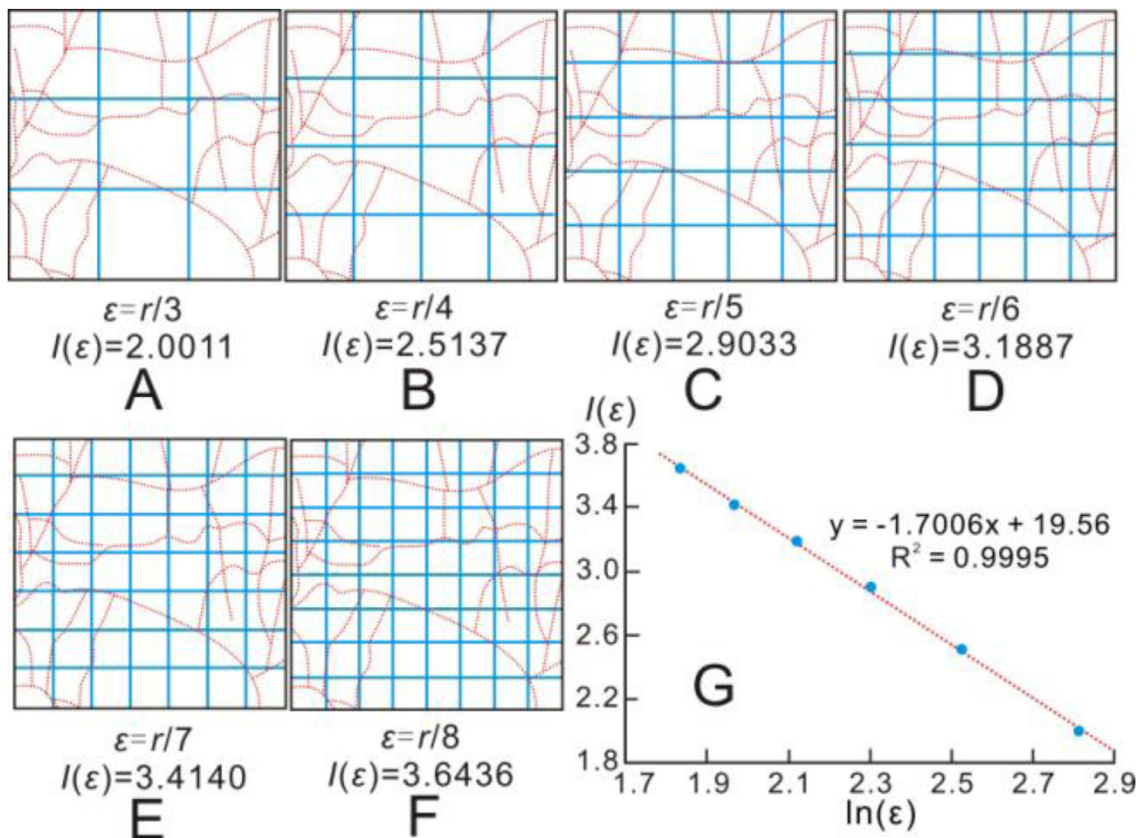 ε=r/3
I(ε)=2.0011
A
ε=r/4
I(ε)=2.5137
B
ε=r/5
I(ε)=2.9033
C
ε=r/6
I(ε)=3.1887
D
ε=r/7
I(ε)=3.4140
E
ε=r/8
I(ε)=3.6436
F
I(ε)
3.8
3.4
3.0
2.6
2.2
1.8
y = -1.7006x + 19.56
R² = 0.9995
G
1.7 1.9 2.1 2.3 2.5 2.7 2.9
ln(ε)